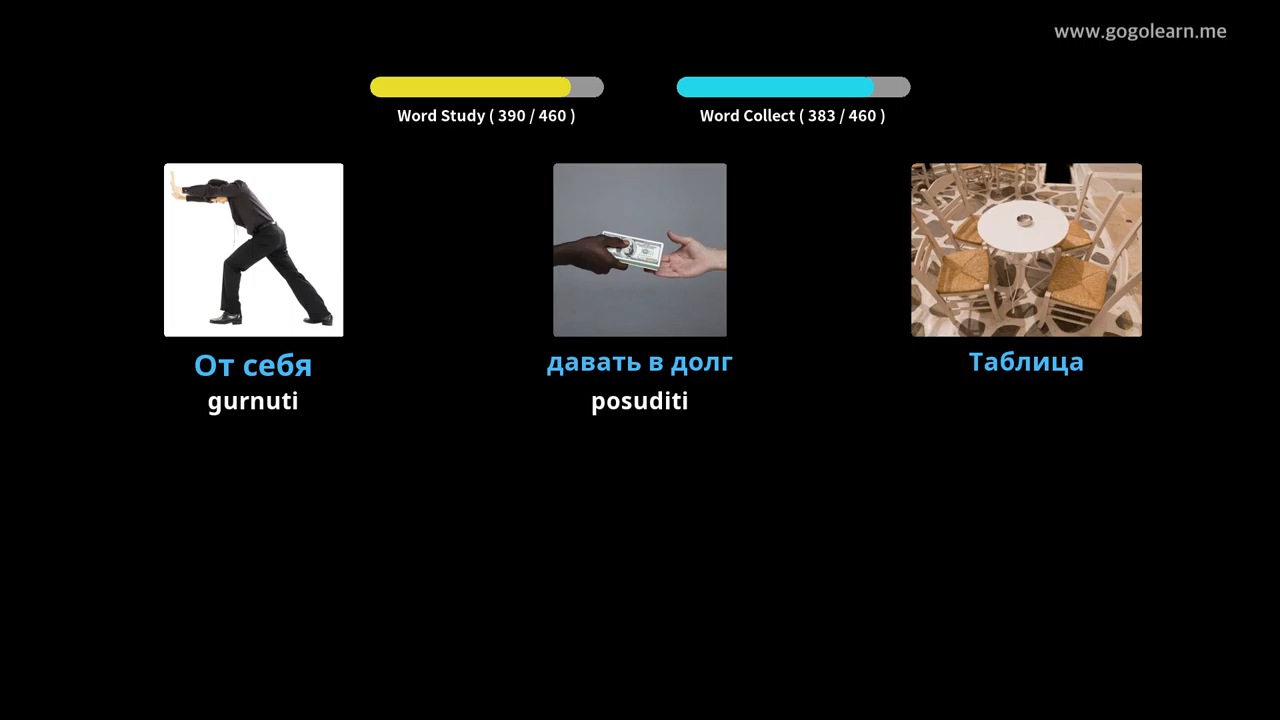 www.gogolearn.me
Word Study ( 390 / 460 )
Word Collect ( 383 / 460 )
От себя
gurnuti
давать в долг
posuditi
Таблица